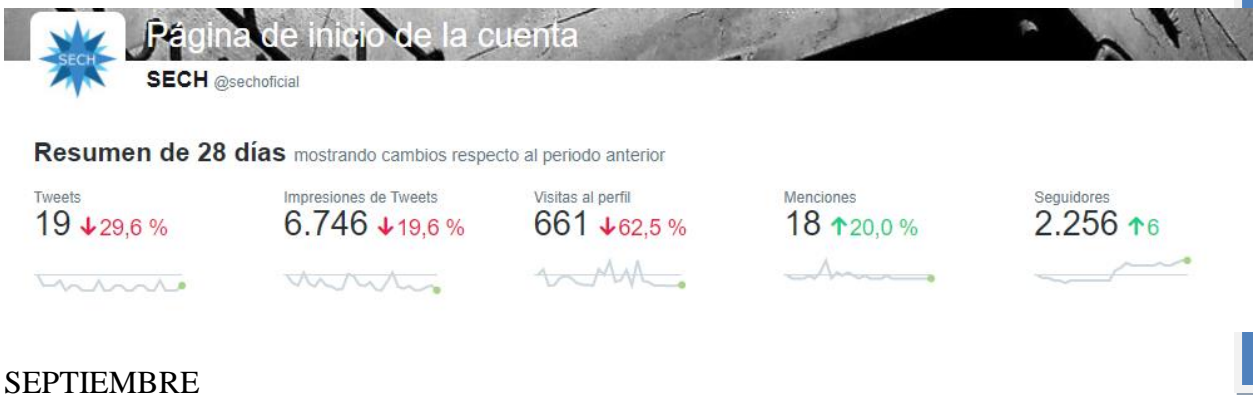 Página de inicio de la cuenta
SECH
SECH @sechoficial
Resumen de 28 días mostrando cambios respecto al periodo anterior
Tweets Impresiones de Tweets Visitas al perfil Menciones Seguidores
19 ↓29,6 % 6.746 ↓19,6 % 661 ↓62,5 % 18 ↑20,0 % 2.256 ↑6
SEPTIEMBRE